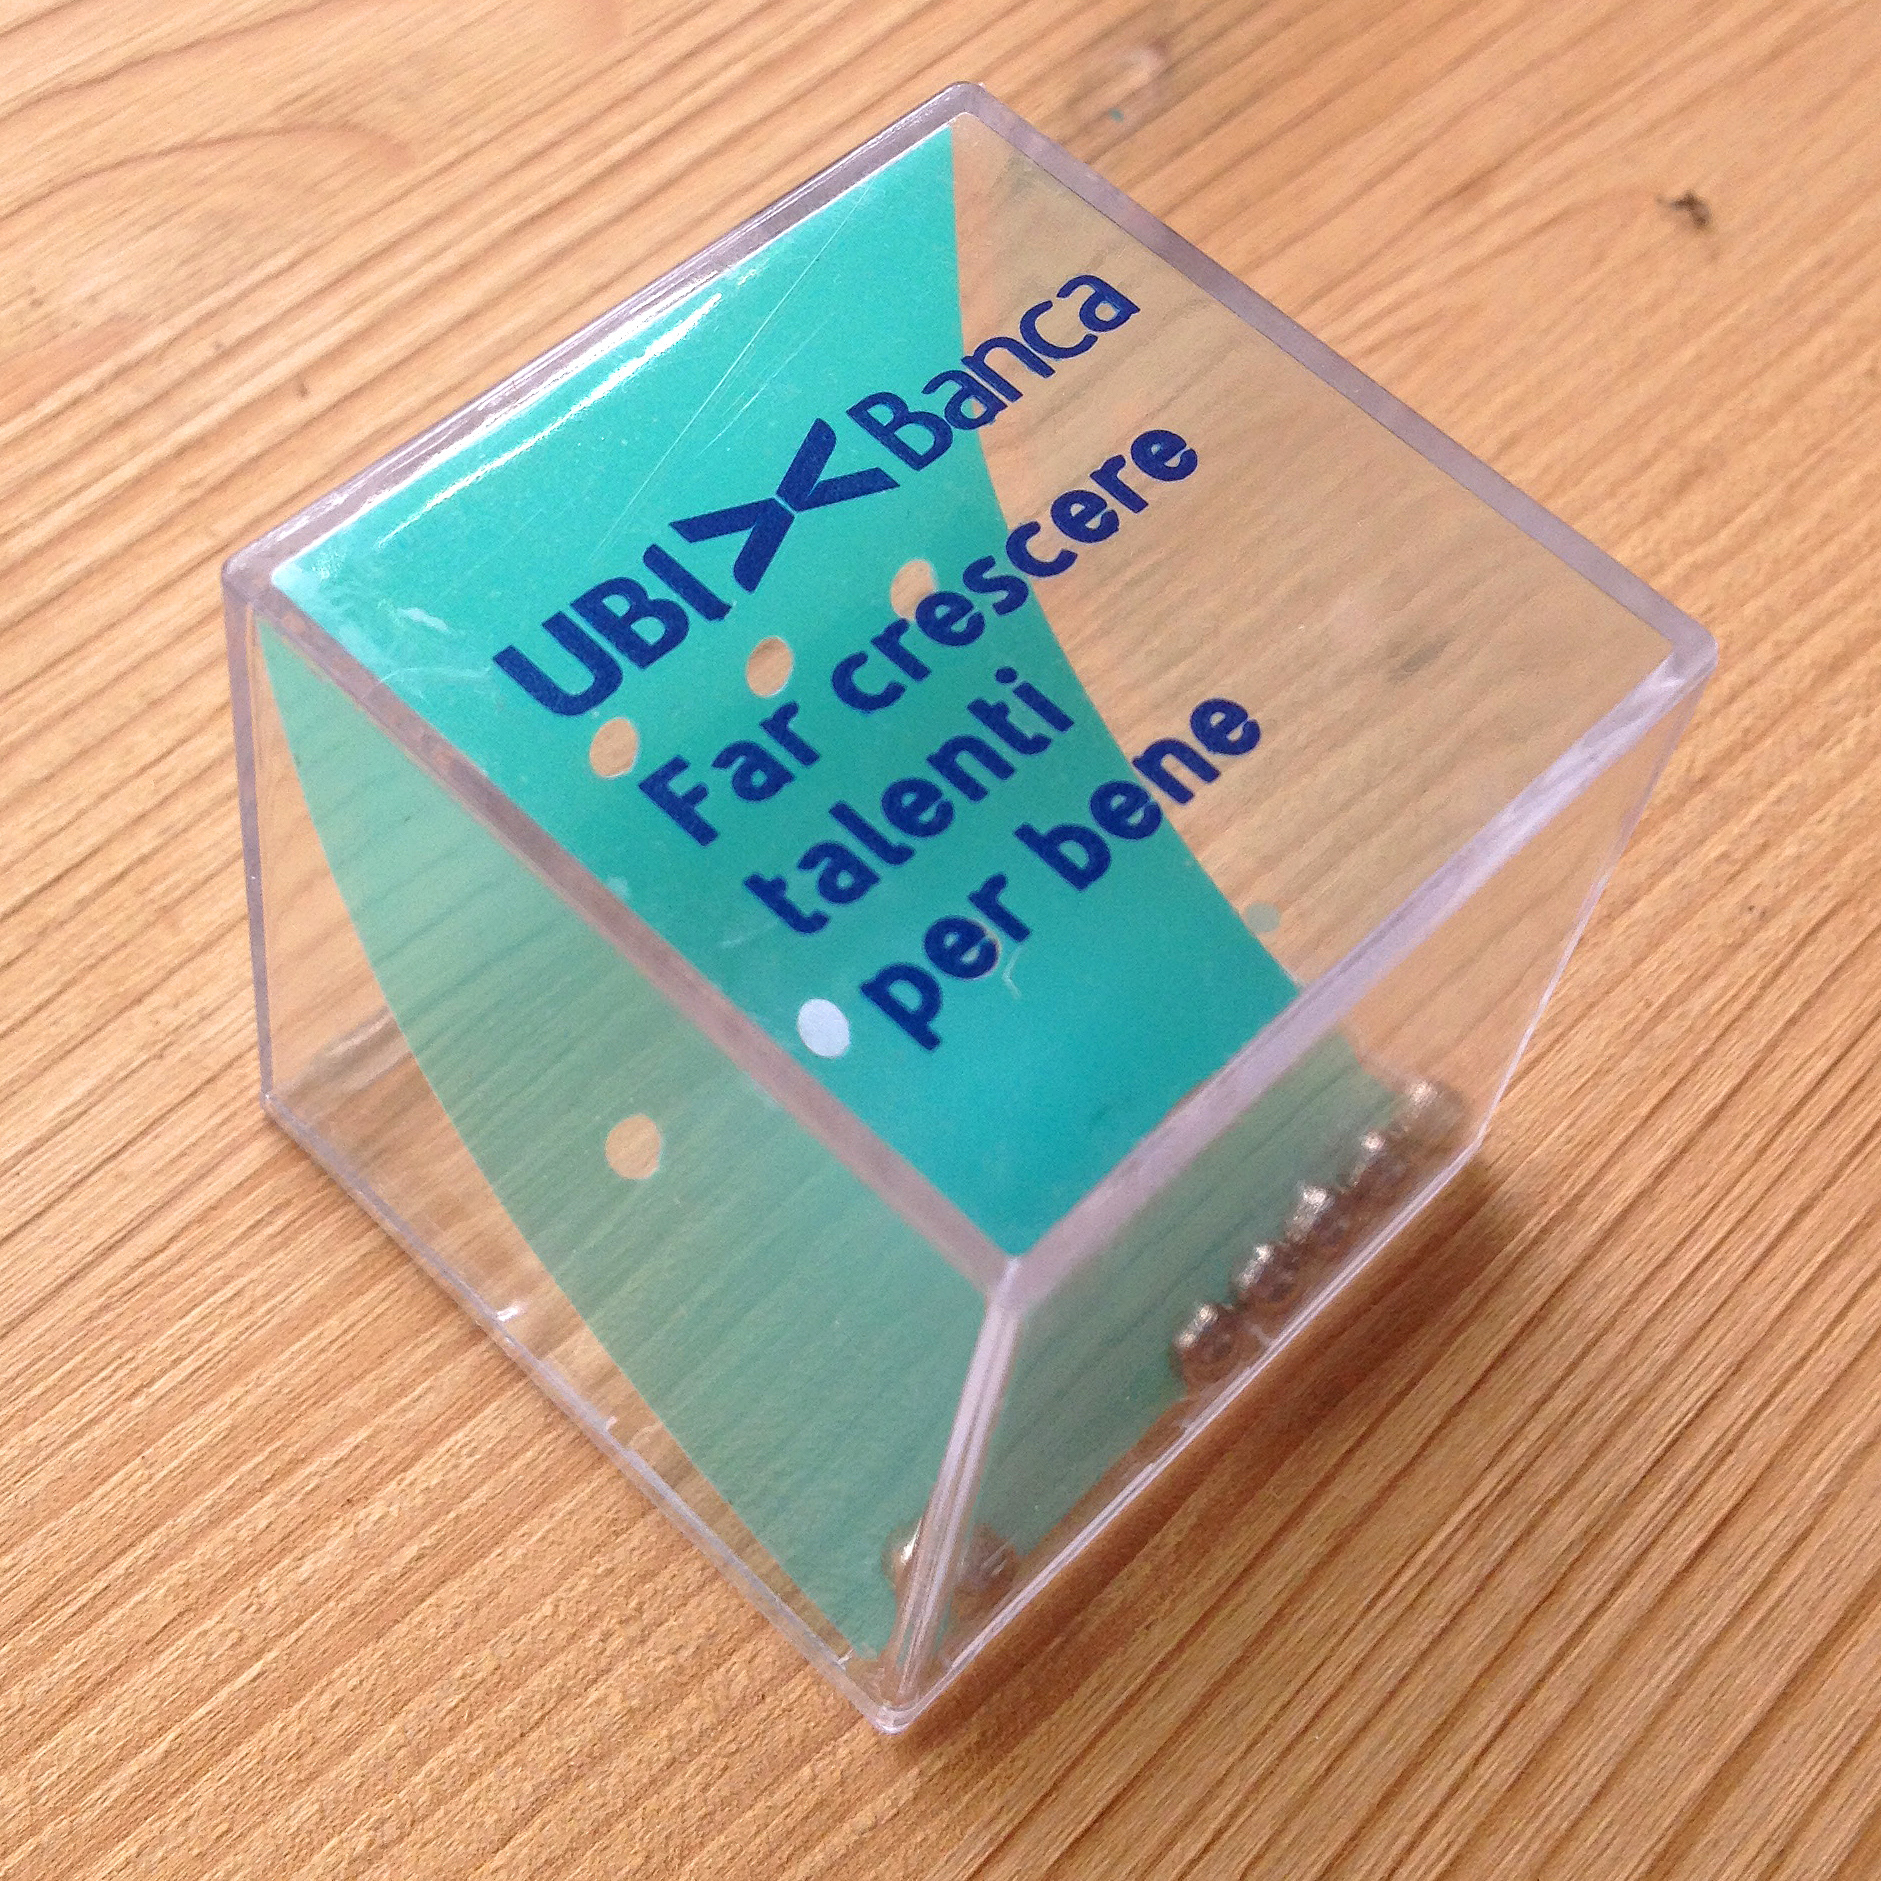 UBI Banca
Far crescere
talenti
per bene